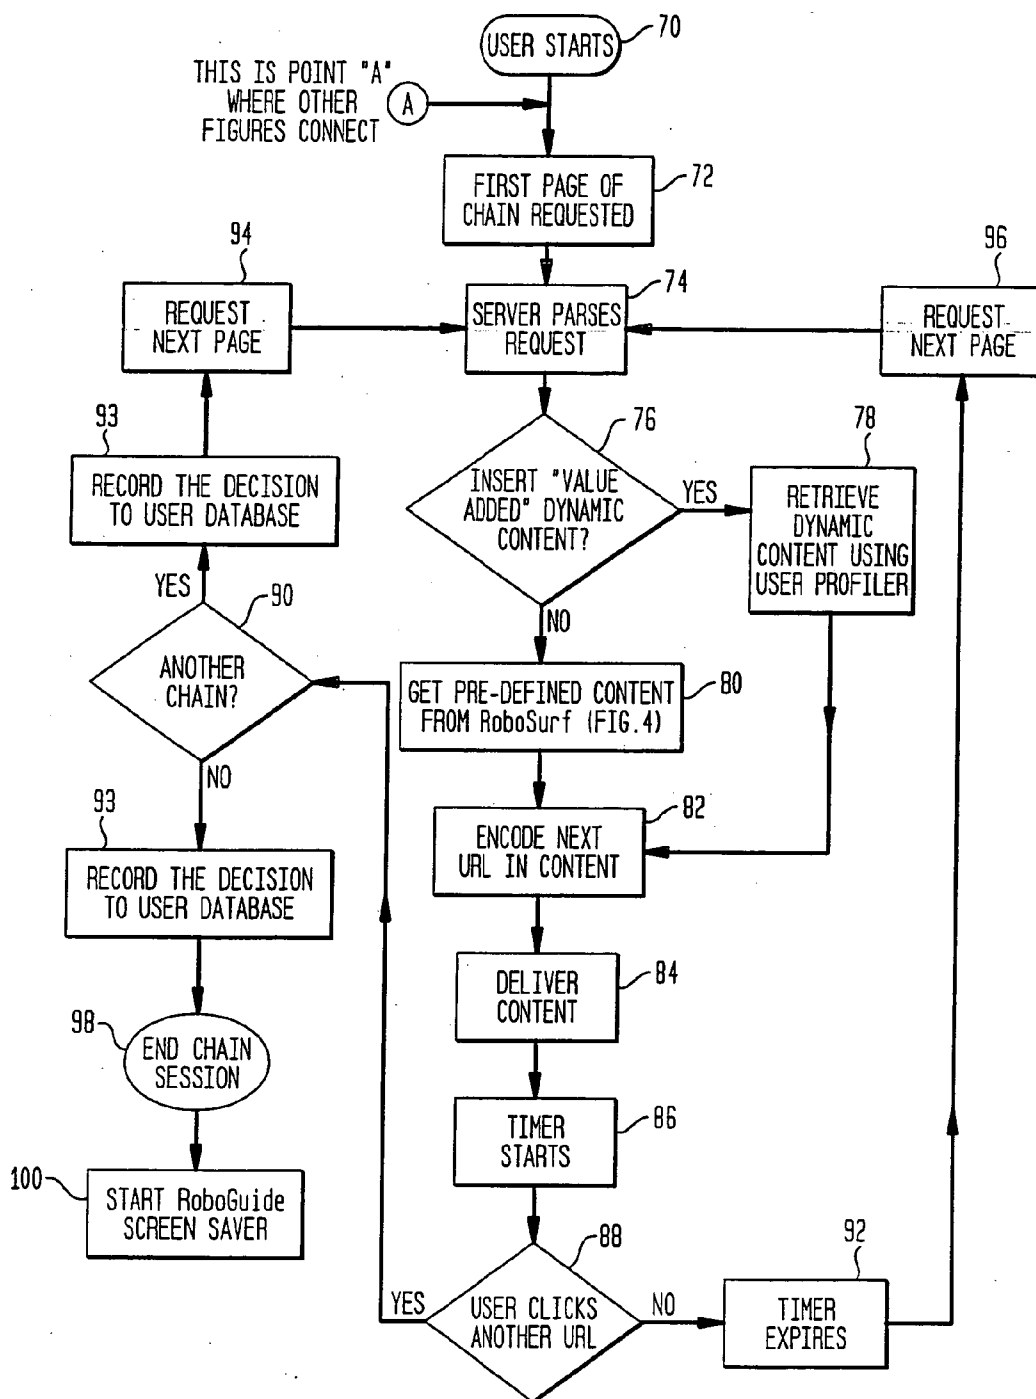 USER STARTS
70
THIS IS POINT "A"
WHERE OTHER
FIGURES CONNECT
A
FIRST PAGE OF
CHAIN REQUESTED
72
94
REQUEST
NEXT PAGE
SERVER PARSES
REQUEST
74
96
REQUEST
NEXT PAGE
93
RECORD THE DECISION
TO USER DATABASE
INSERT "VALUE
ADDED" DYNAMIC
CONTENT?
76
YES
78
RETRIEVE
DYNAMIC
CONTENT USING
USER PROFILER
YES
90
ANOTHER
CHAIN?
NO
NO
GET PRE-DEFINED CONTENT
FROM RoboSurf (FIG.4)
80
93
RECORD THE DECISION
TO USER DATABASE
ENCODE NEXT
URL IN CONTENT
82
DELIVER
CONTENT
84
98
END CHAIN
SESSION
TIMER
STARTS
86
100
START RoboGuide
SCREEN SAVER
88
YES
USER CLICKS
ANOTHER URL
NO
92
TIMER
EXPIRES